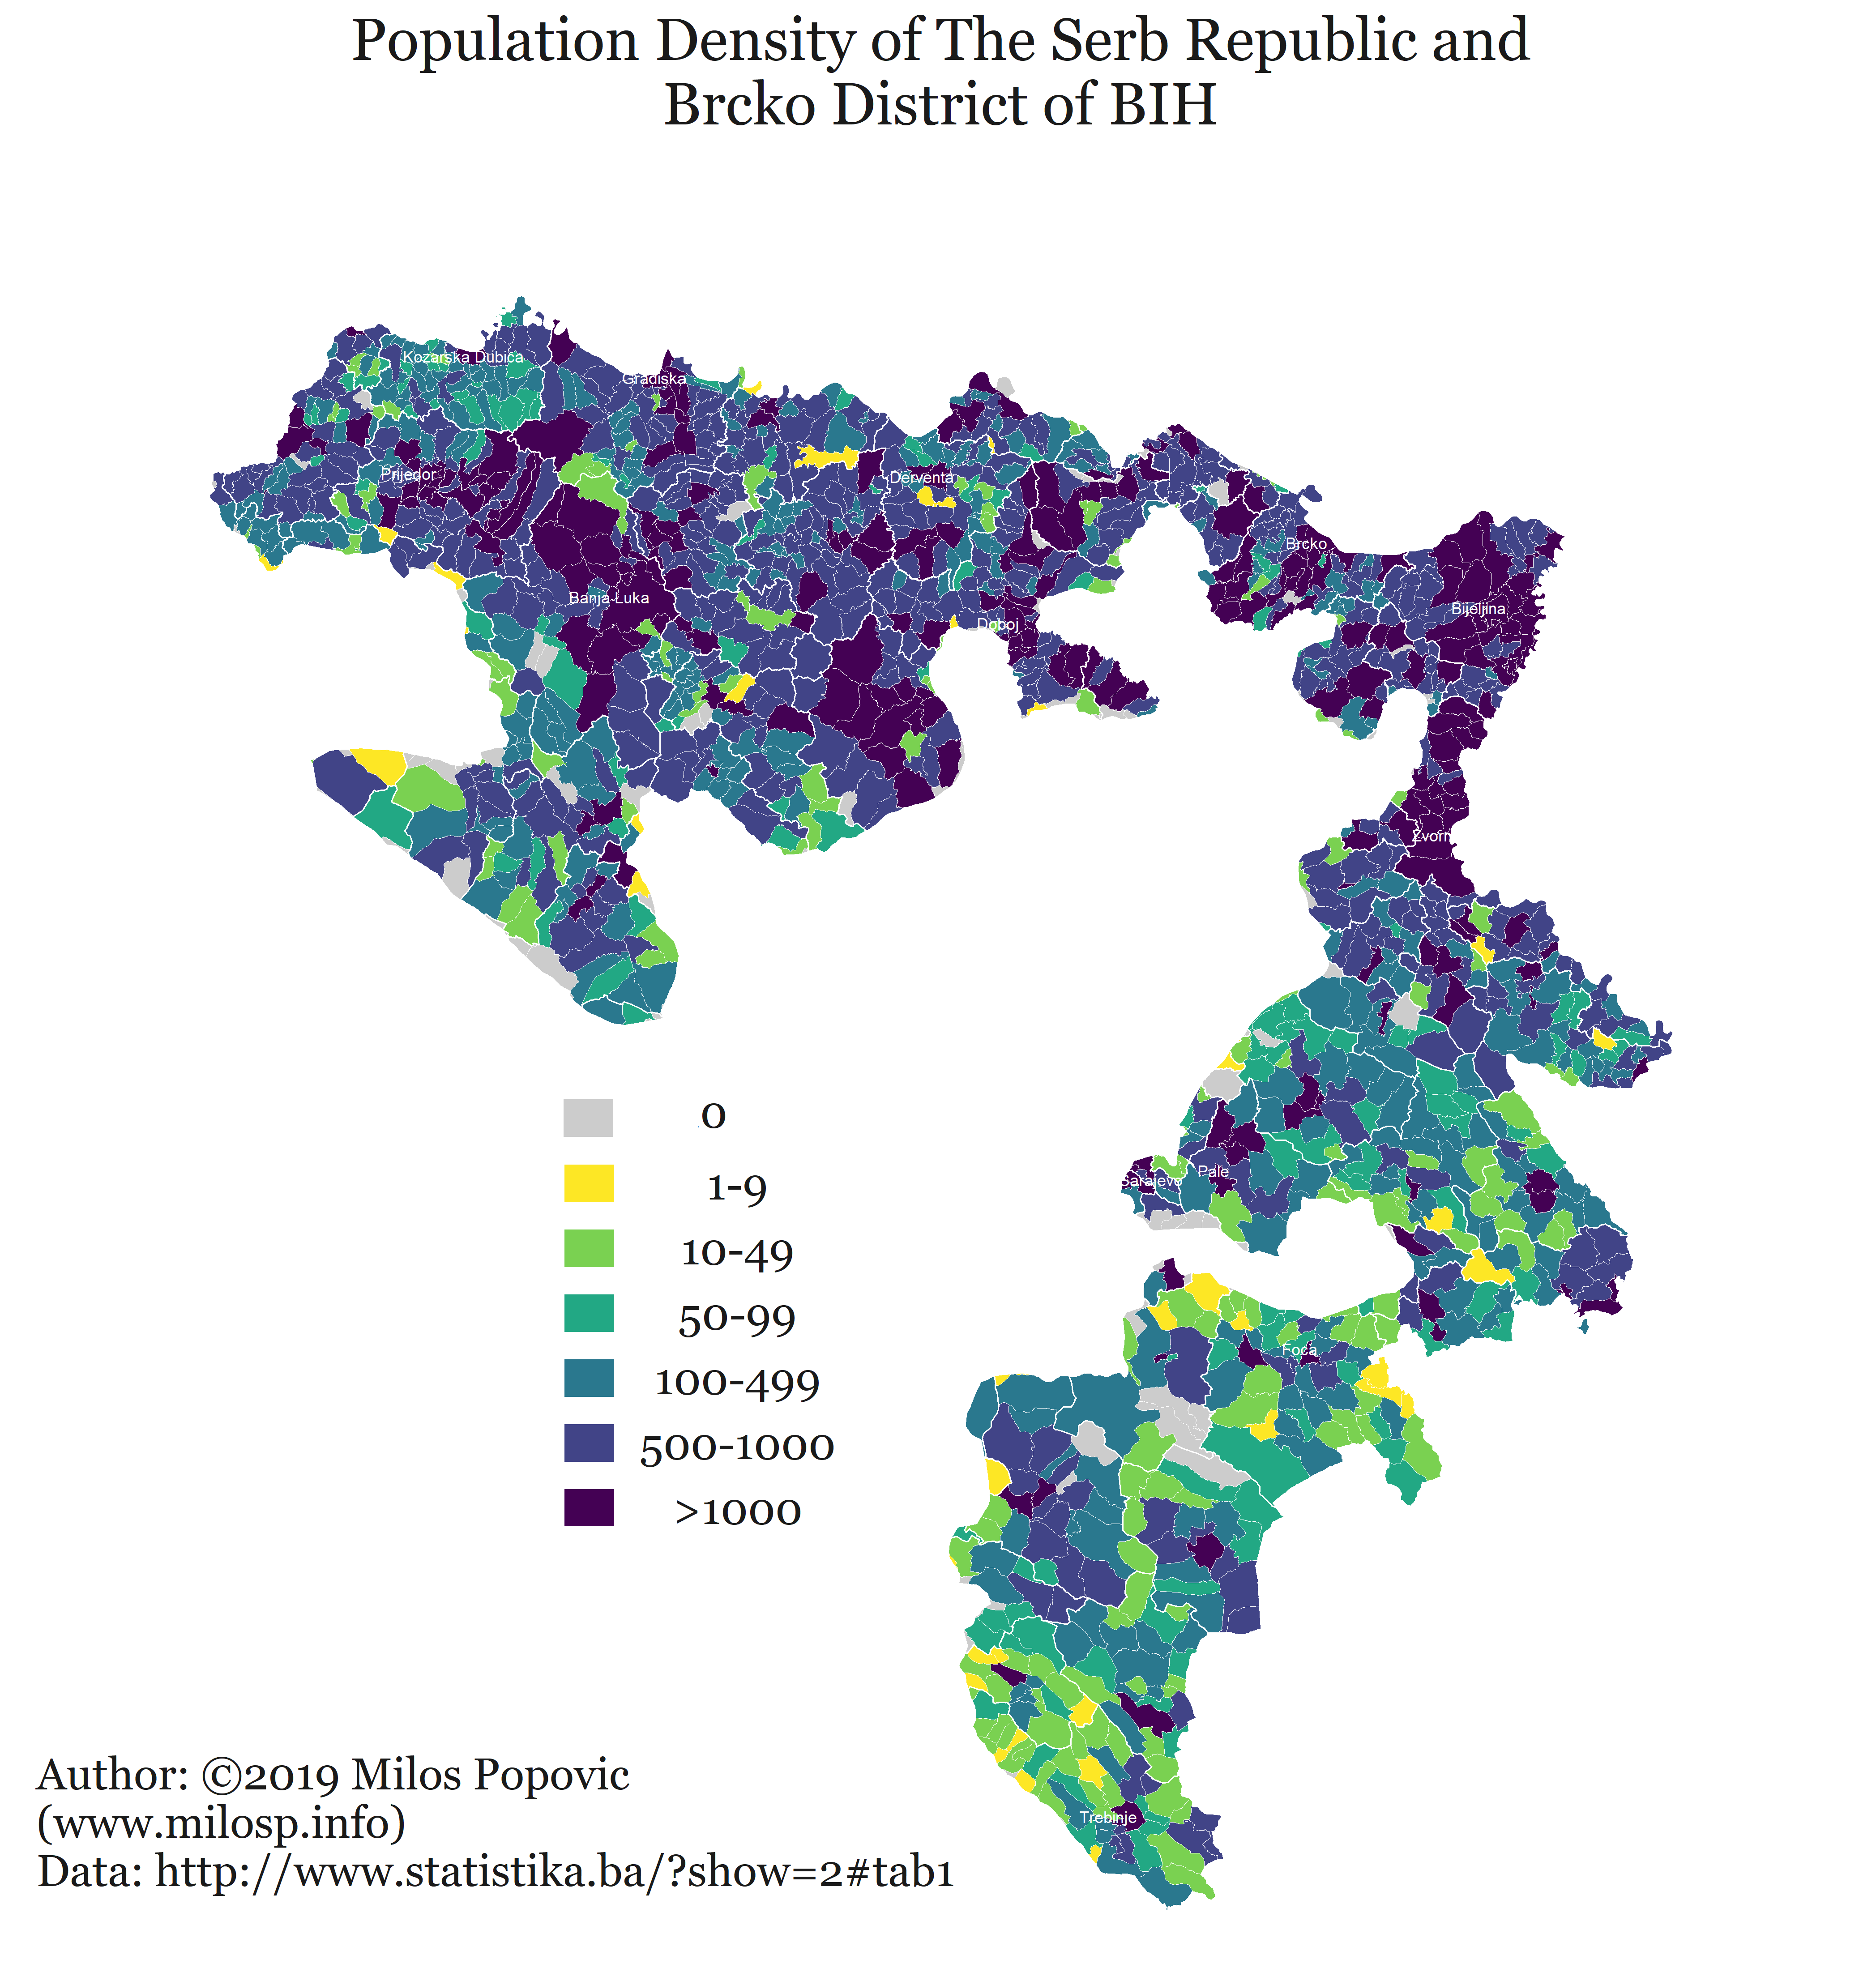 Population Density of The Serb Republic and
Brcko District of BIH
Kozarska Dubica
Gradiska
Prijedor
Derventa
Brcko
Banja Luka
Bijeljina
Doboj
Zvorn
0
1-9
10-49
50-99
100-499
500-1000
>1000
Pale
Sarajevo
Foca
Trebinje
Author: ©2019 Milos Popovic
(www.milosp.info)
Data: http://www.statistika.ba/?show=2#tab1